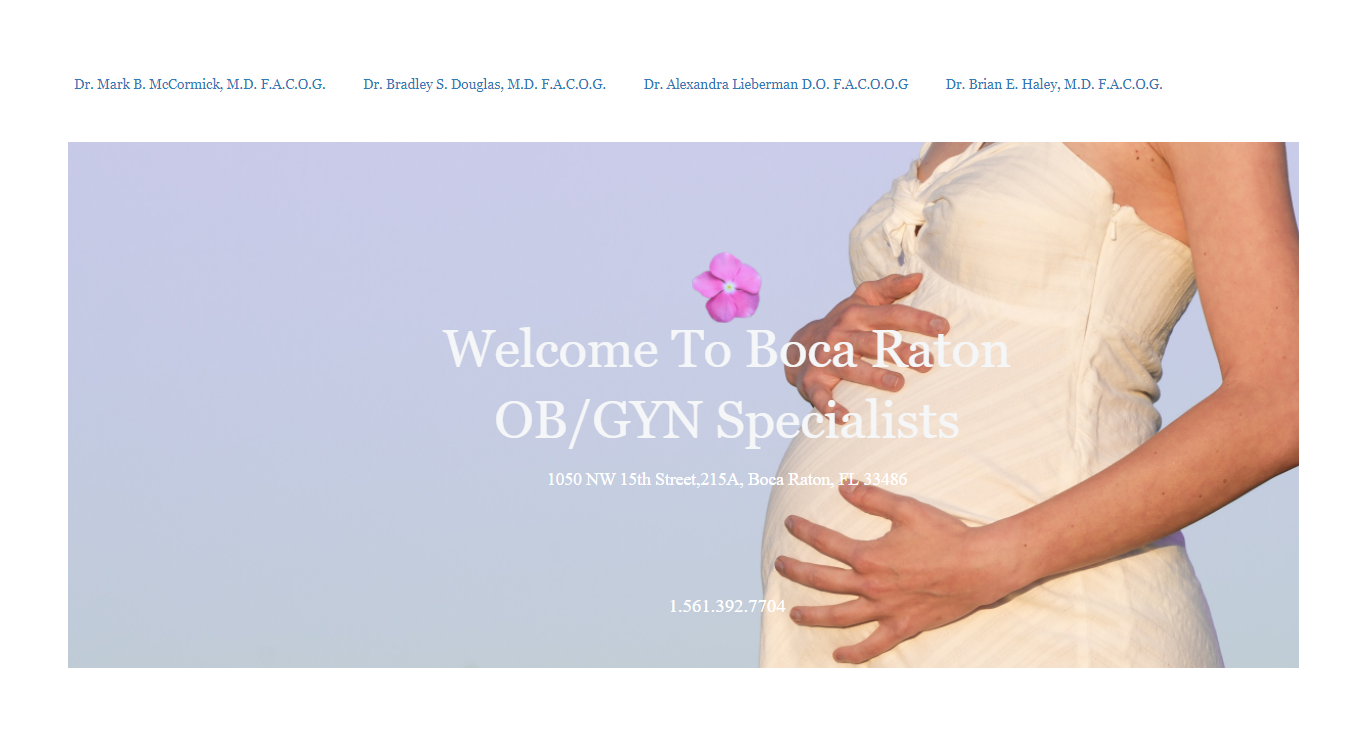 Dr. Mark B. McCormick, M.D. F.A.C.O.G. Dr. Bradley S. Douglas, M.D. F.A.C.O.G. Dr. Alexandra Lieberman D.O. F.A.C.O.O.G Dr. Brian E. Haley, M.D. F.A.C.O.G.
Welcome To Boca Raton
OB/GYN Specialists
1050 NW 15th Street,215A, Boca Raton, FL 33486
1.561.392.7704